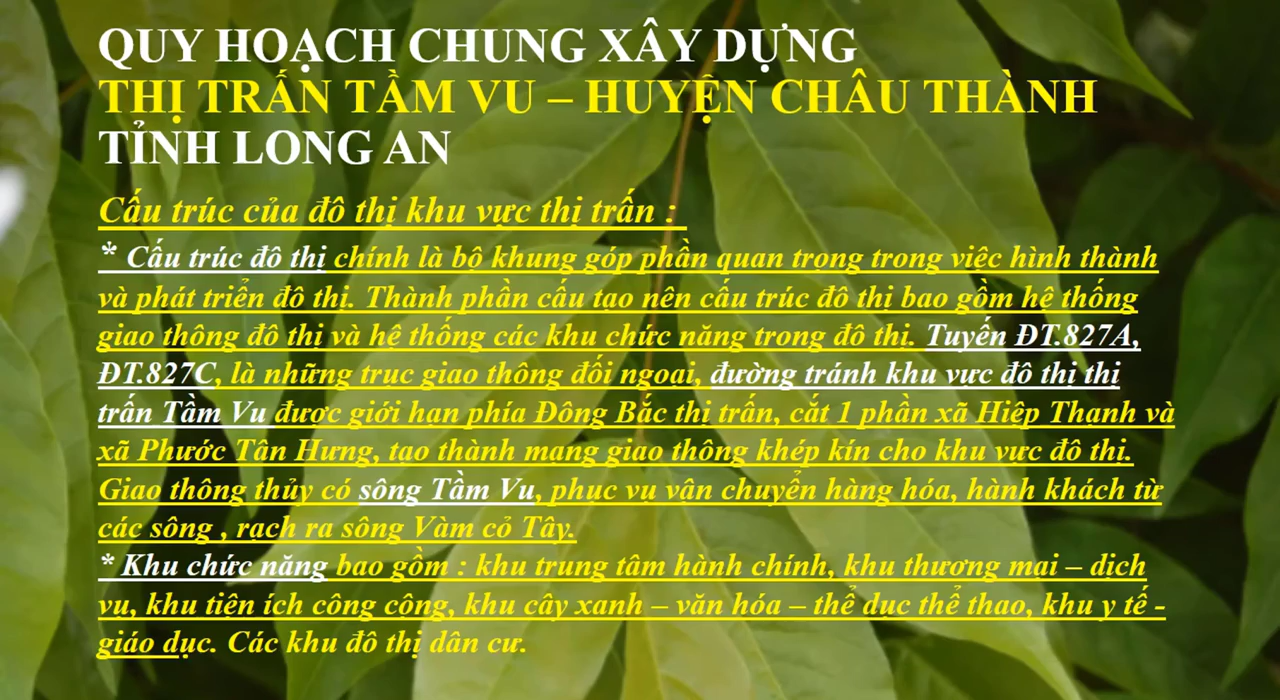 QUY HOẠCH CHUNG XÂY DỰNG
THỊ TRẤN TẦM VU – HUYỆN CHÂU THÀNH
TỈNH LONG AN
Cấu trúc của đô thị khu vực thị trấn :
* Cấu trúc đô thị chính là bộ khung góp phần quan trọng trong việc hình thành
và phát triển đô thị. Thành phần cấu tạo nên cấu trúc đô thị bao gồm hệ thống
giao thông đô thị và hệ thống các khu chức năng trong đô thị. Tuyến ĐT.827A,
ĐT.827C, là những trục giao thông đối ngoại, đường tránh khu vực đô thị thị
trấn Tầm Vu được giới hạn phía Đông Bắc thị trấn, cắt 1 phần xã Hiệp Thạnh và
xã Phước Tân Hưng, tạo thành mạng giao thông khép kín cho khu vực đô thị.
Giao thông thủy có sông Tầm Vu, phục vụ vận chuyển hàng hóa, hành khách từ
các sông , rạch ra sông Vàm cỏ Tây.
* Khu chức năng bao gồm : khu trung tâm hành chính, khu thương mại – dịch
vụ, khu tiện ích công cộng, khu cây xanh – văn hóa – thể dục thể thao, khu y tế -
giáo dục. Các khu đô thị dân cư.